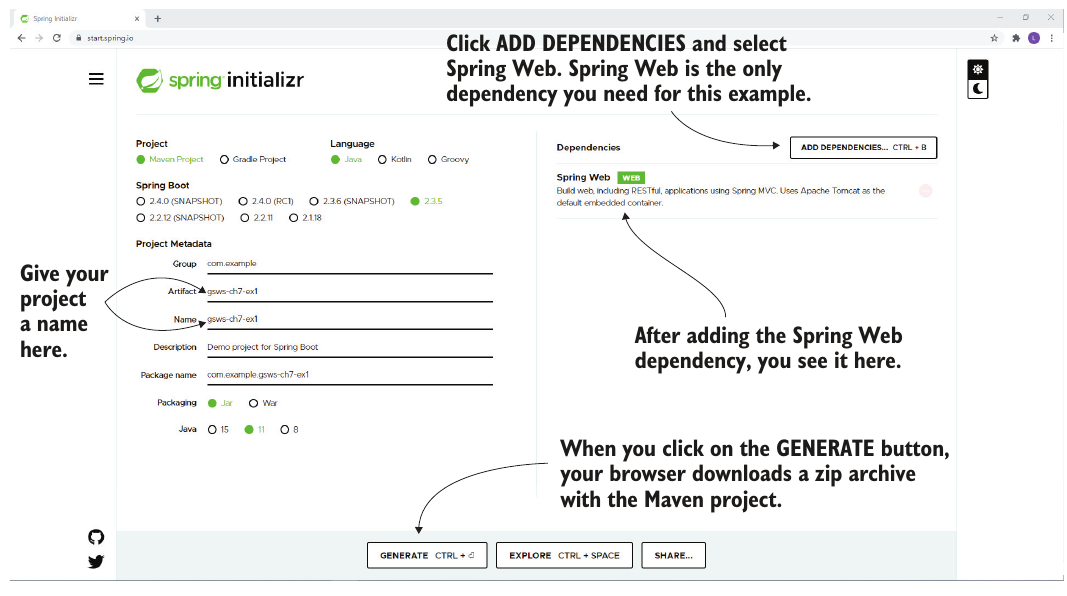 Spring Initializr
start.spring.io
L
Click ADD DEPENDENCIES and select
Spring Web. Spring Web is the only
dependency you need for this example.
spring initializr
Project
Maven Project Gradle Project
Language
Java Kotlin Groovy
Spring Boot
2.4.0 (SNAPSHOT) 2.4.0 (RC1) 2.3.6 (SNAPSHOT) 2.3.5
2.2.12 (SNAPSHOT) 2.2.11 2.1.18
Project Metadata
Group com.example
Artifact gsws-ch7-ex1
Name gsws-ch7-ex1
Description Demo project for Spring Boot
Package name com.example.gsws-ch7-ex1
Packaging Jar War
Java 15 11 8
Give your
project
a name
here.
Dependencies
ADD DEPENDENCIES... CTRL + B
Spring Web WEB
Build web, including RESTful, applications using Spring MVC. Uses Apache Tomcat as the
default embedded container.
After adding the Spring Web
dependency, you see it here.
When you click on the GENERATE button,
your browser downloads a zip archive
with the Maven project.
GENERATE CTRL + ⏎
EXPLORE CTRL + SPACE
SHARE...